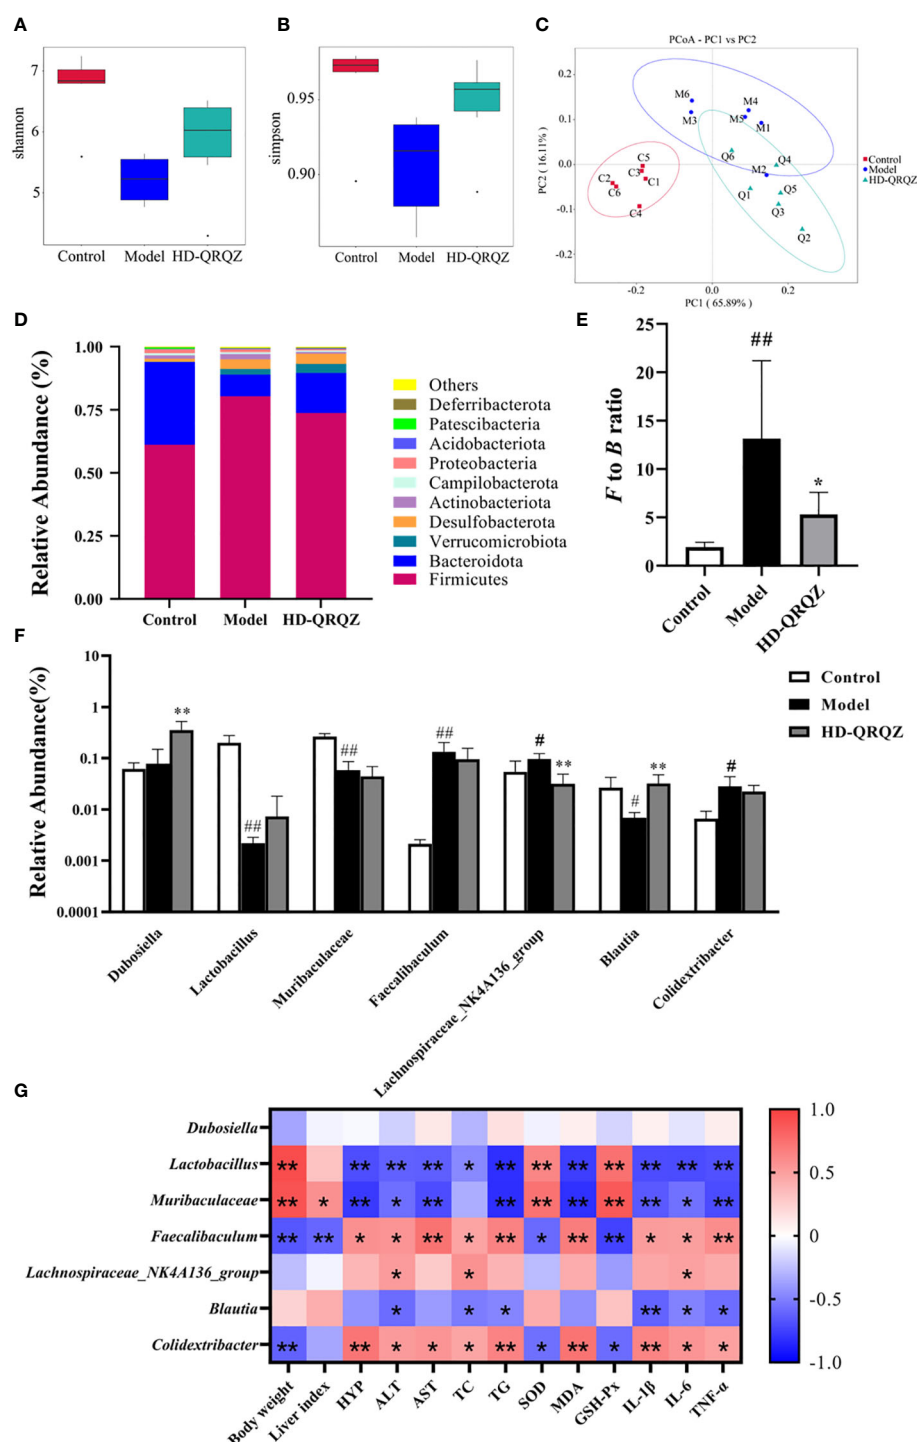 A
shannon
7
6
5
Control Model HD-QRQZ
B
simpson
0.95
0.90
Control Model HD-QRQZ
C
PCoA - PC1 vs PC2
PC2 ( 16.11% )
0.2
0.1
0.0
-0.1
-0.2
M6
M3
M4
M5
M1
Q6
Q4
M2
C5
C3
C1
C2
C6
C4
Q1
Q5
Q3
Q2
-0.2 0.0 0.2
PC1 ( 65.89% )
Control
Model
HD-QRQZ
D
Relative Abundance (%)
1.00
0.75
0.50
0.25
0.00
Control Model HD-QRQZ
Others
Deferribacterota
Patescibacteria
Acidobacteriota
Proteobacteria
Campilobacterota
Actinobacteriota
Desulfobacterota
Verrucomicrobiota
Bacteroidota
Firmicutes
E
F to B ratio
25
20
15
10
5
0
##
*
Control
Model
HD-QRQZ
F
Relative Abundance(%)
10
1
0.1
0.01
0.001
0.0001
**
##
##
##
#
**
#
**
#
Dubosiella
Lactobacillus
Muribaculaceae
Faecalibaculum
Lachnospiraceae_NK4A136_group
Blautia
Colidextribacter
Control
Model
HD-QRQZ
G
Dubosiella
Lactobacillus ** ** ** ** * ** ** ** ** ** ** **
Muribaculaceae ** * ** * ** ** ** ** ** ** * **
Faecalibaculum ** ** * * ** * ** * ** ** * * **
Lachnospiraceae_NK4A136_group * * *
Blautia * * * ** * *
Colidextribacter ** ** * * * ** * ** * ** * *
Body weight
Liver index
HYP
ALT
AST
TC
TG
SOD
MDA
GSH-Px
IL-1β
IL-6
TNF-α
1.0
0.5
0
-0.5
-1.0